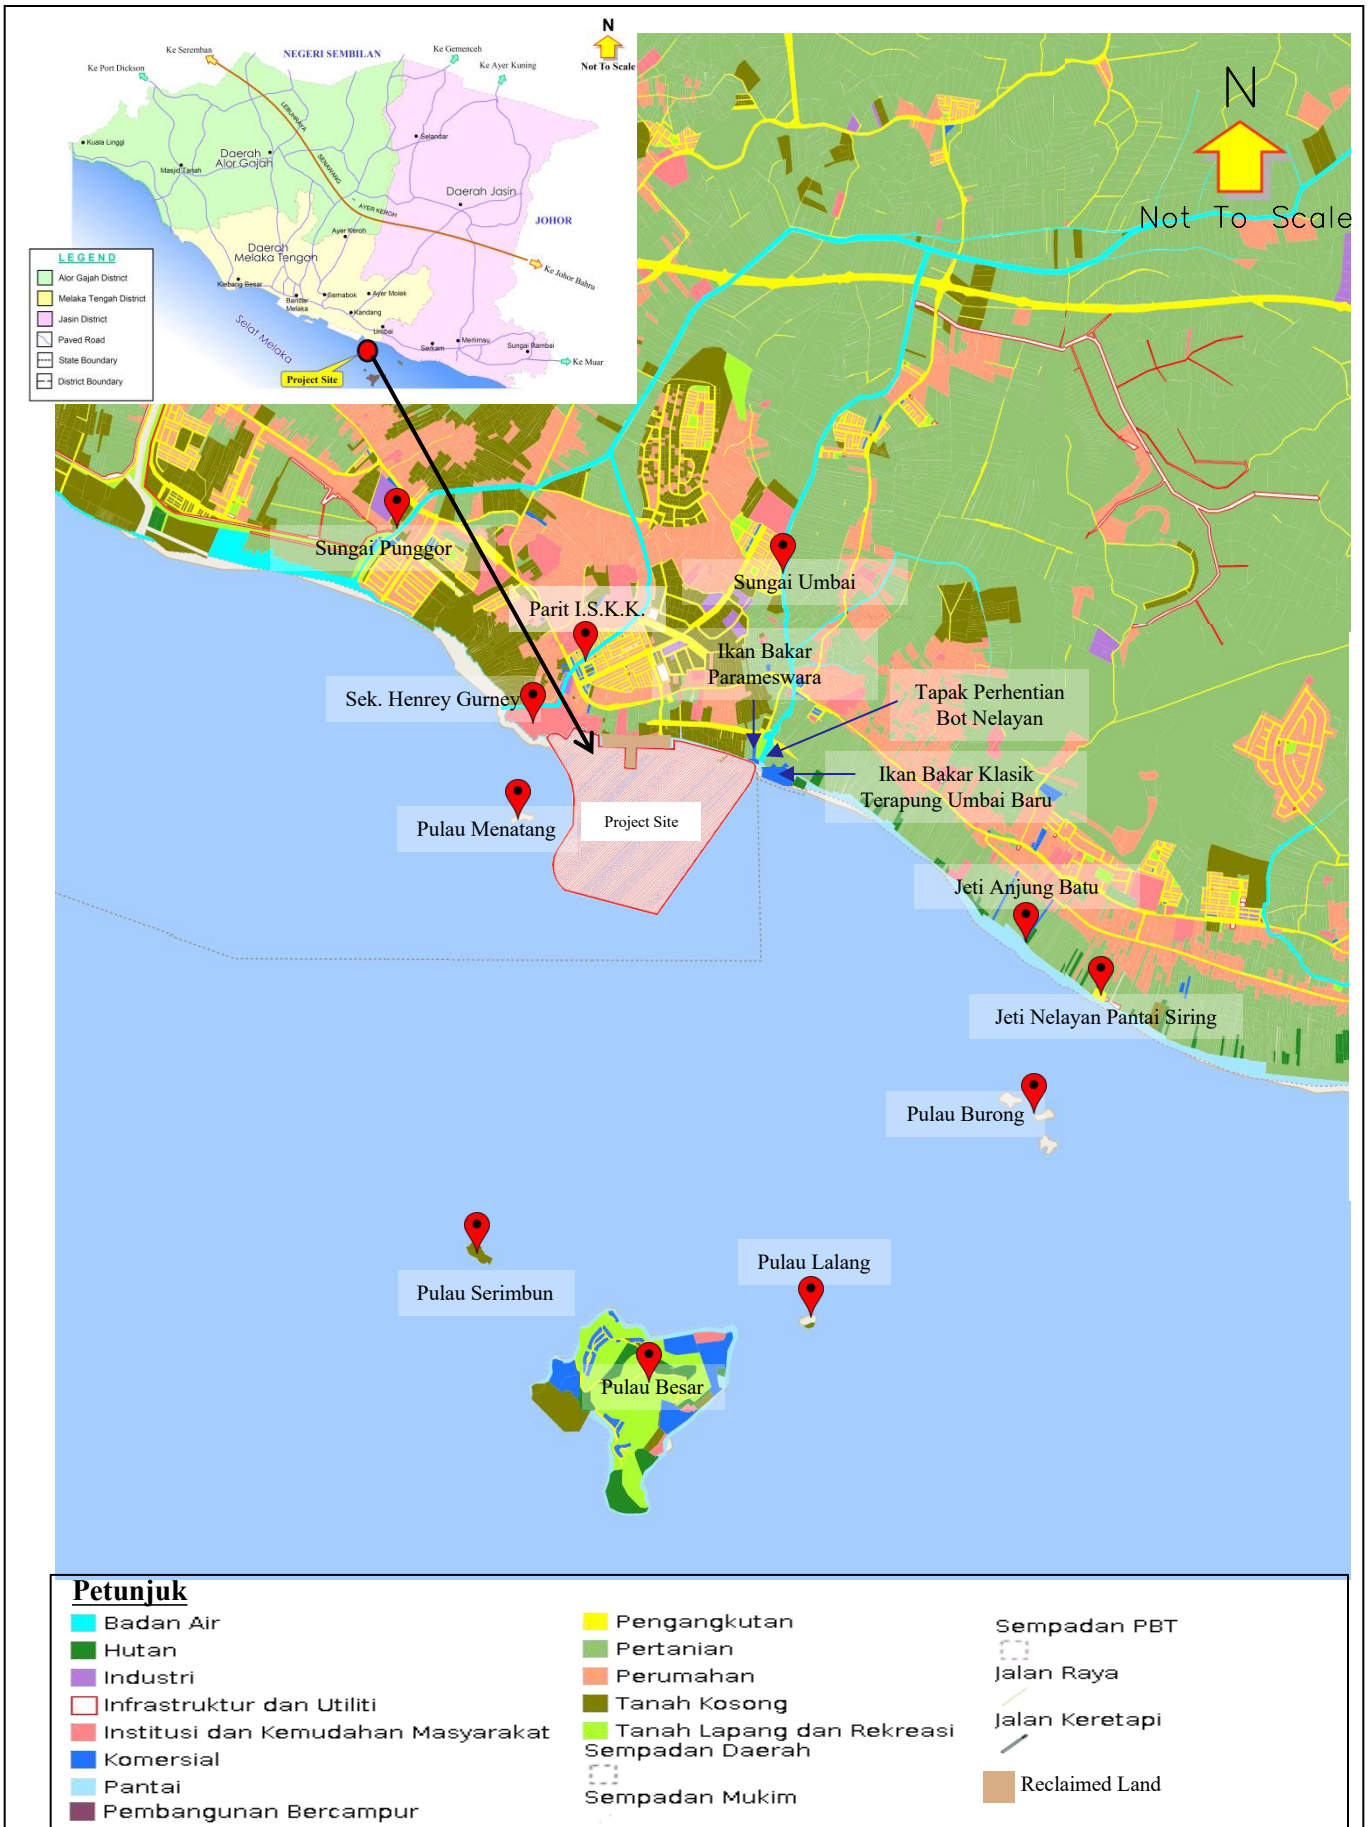 N
Not To Scale
Ke Seremban
NEGERI SEMBILAN
Ke Gemenceh
Ke Port Dickson
Ke Ayer Kuning
LEBUHRAYA
Selandar
Kuala Linggi
Daerah
Alor Gajah
Masjid Tanah
SENAWANG
-
AYER KEROH
Daerah Jasin
JOHOR
Ayer Keroh
Daerah
Melaka Tengah
Ke Johor Bahru
Klebang Besar
Semabok
Ayer Molek
Bandar
Melaka
Kandang
Umbai
Selat Melaka
Serkam
Merlimau
Sungai Rambai
Ke Muar
Project Site
LEGEND
Alor Gajah District
Melaka Tengah District
Jasin District
Paved Road
State Boundary
District Boundary
N
Not To Scale
Sungai Punggor
Sungai Umbai
Parit I.S.K.K.
Ikan Bakar
Parameswara
Sek. Henrey Gurney
Tapak Perhentian
Bot Nelayan
Ikan Bakar Klasik
Terapung Umbai Baru
Project Site
Pulau Menatang
Jeti Anjung Batu
Jeti Nelayan Pantai Siring
Pulau Burong
Pulau Lalang
Pulau Serimbun
Pulau Besar
Petunjuk
Badan Air
Hutan
Industri
Infrastruktur dan Utiliti
Institusi dan Kemudahan Masyarakat
Komersial
Pantai
Pembangunan Bercampur
Pengangkutan
Pertanian
Perumahan
Tanah Kosong
Tanah Lapang dan Rekreasi
Sempadan Daerah
Sempadan Mukim
Sempadan PBT
Jalan Raya
Jalan Keretapi
Reclaimed Land